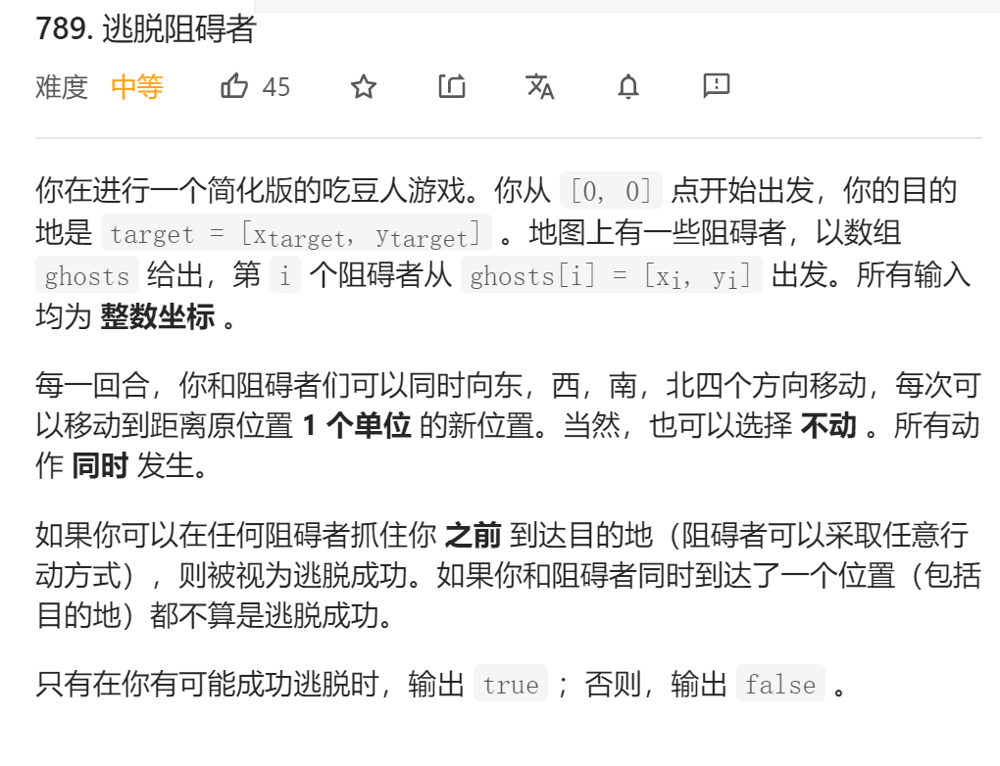 789. 逃脱阻碍者
难度 中等 45
你在进行一个简化版的吃豆人游戏。你从 [0, 0] 点开始出发，你的目的
地是 target = [xtarget, ytarget] 。地图上有一些阻碍者，以数组
ghosts 给出，第 i 个阻碍者从 ghosts[i] = [xi, yi] 出发。所有输入
均为 整数坐标 。
每一回合，你和阻碍者们可以同时向东，西，南，北四个方向移动，每次可
以移动到距离原位置 1 个单位 的新位置。当然，也可以选择 不动 。所有动
作 同时 发生。
如果你可以在任何阻碍者抓住你 之前 到达目的地（阻碍者可以采取任意行
动方式），则被视为逃脱成功。如果你和阻碍者同时到达了一个位置（包括
目的地）都不算是逃脱成功。
只有在你有可能成功逃脱时，输出 true ；否则，输出 false 。